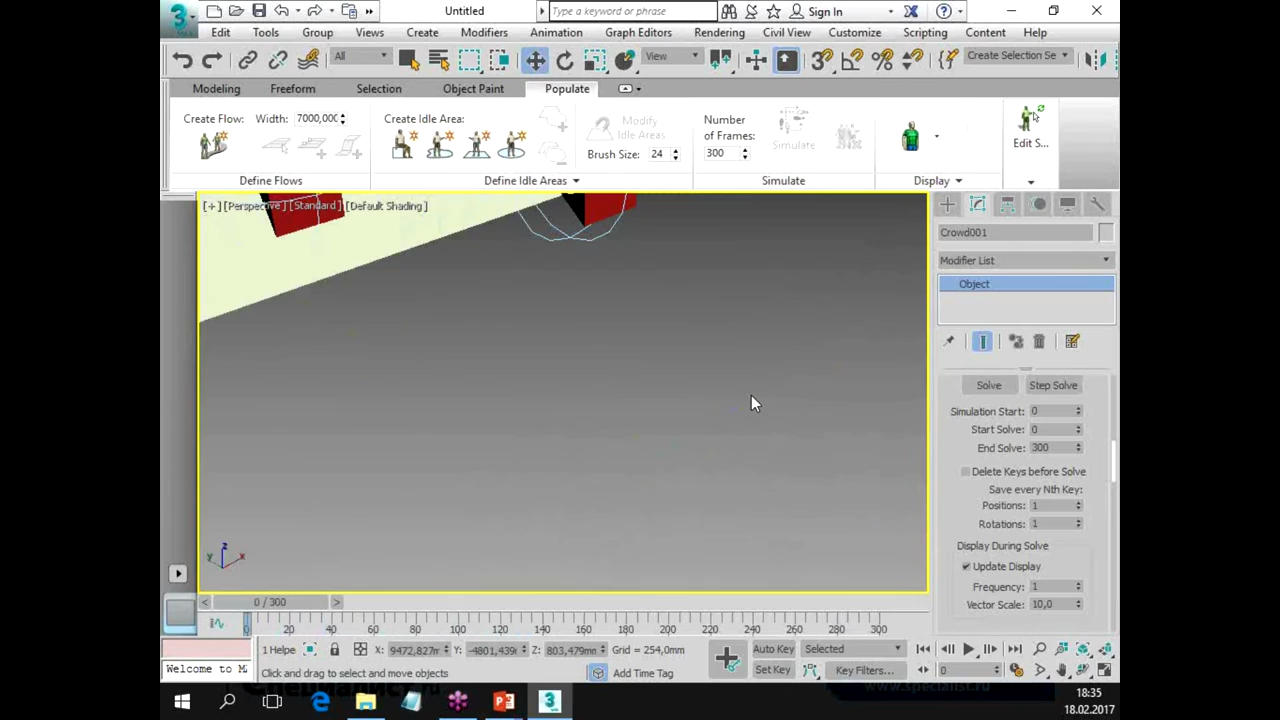 Untitled
Type a keyword or phrase
Sign In
3
Edit Tools Group Views Create Modifiers Animation Graph Editors Rendering Civil View Customize Scripting Content Help
All View Create Selection Se
Modeling Freeform Selection Object Paint Populate
Create Flow: Width: 7000,000
Create Idle Area:
Modify
Idle Areas
Brush Size: 24
Number
of Frames:
300
Simulate
Edit S...
Define Flows Define Idle Areas Simulate Display
[+][Perspective][Standard][Default Shading]
Crowd001
Modifier List
Object
Solve Step Solve
Simulation Start: 0
Start Solve: 0
End Solve: 300
Delete Keys before Solve
Save every Nth Key:
Positions: 1
Rotations: 1
Display During Solve
Update Display
Frequency: 1
Vector Scale: 10,0
z
y x
< 0 / 300 >
0 20 40 60 80 100 120 140 160 180 200 220 240 260 280 300
1 Helpe X: 9472,827m Y: -4801,439m Z: 803,479mm Grid = 254,0mm
Auto Key Selected
Welcome to M
Click and drag to select and move objects
Add Time Tag
Set Key Key Filters...
0
Специалист.ru
www.specialist.ru
18:35
18.02.2017